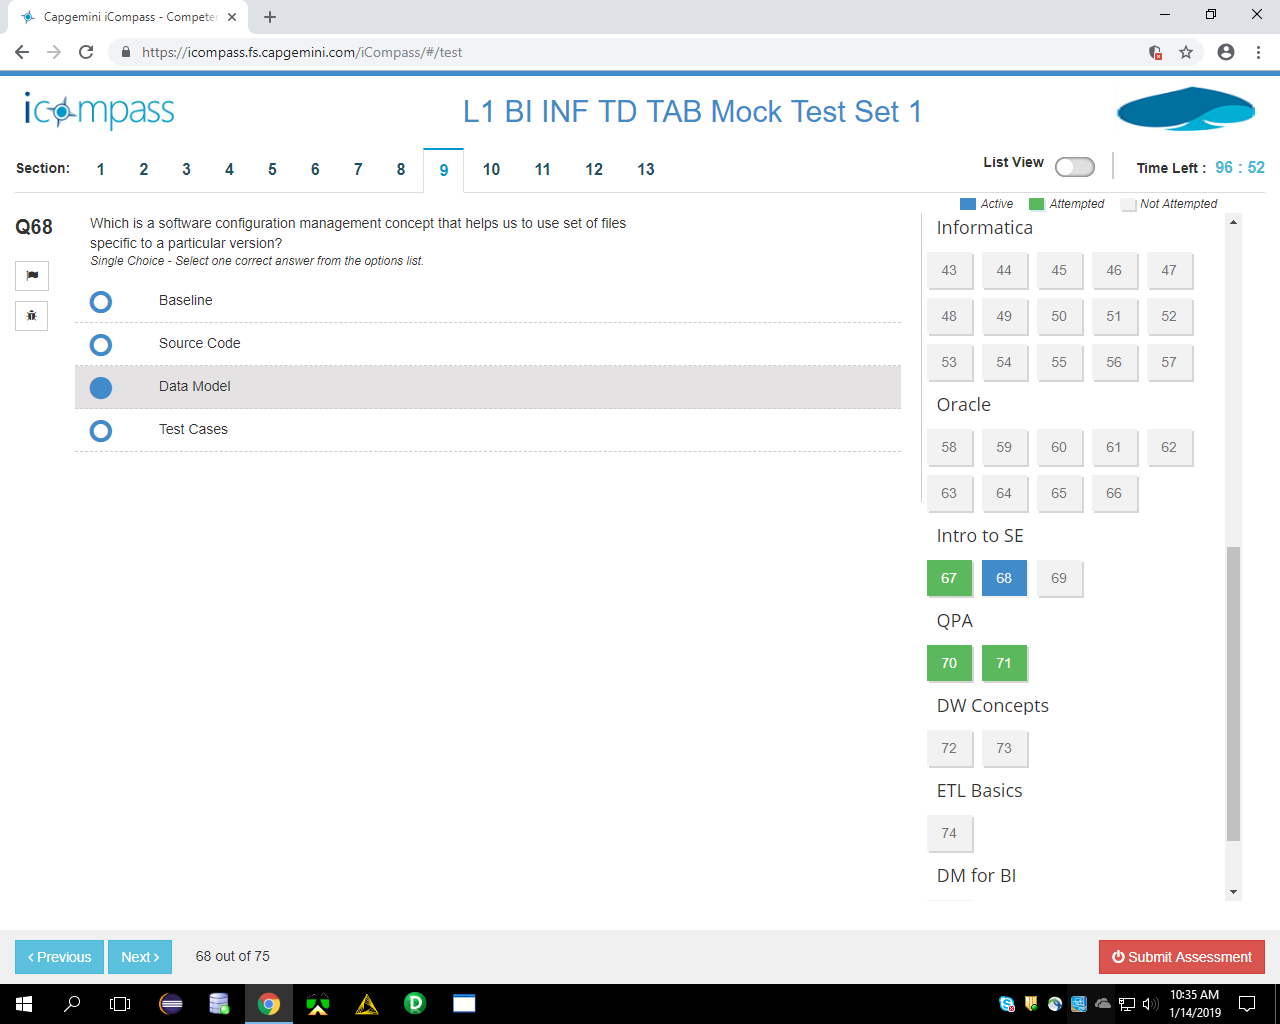 Capgemini iCompass - Competen
https://icompass.fs.capgemini.com/iCompass/#/test
icompass
L1 BI INF TD TAB Mock Test Set 1
Section: 1 2 3 4 5 6 7 8 9 10 11 12 13
List View
Time Left : 96 : 52
Active Attempted Not Attempted
Q68
Which is a software configuration management concept that helps us to use set of files
specific to a particular version?
Single Choice - Select one correct answer from the options list.
Baseline
Source Code
Data Model
Test Cases
Informatica
43 44 45 46 47
48 49 50 51 52
53 54 55 56 57
Oracle
58 59 60 61 62
63 64 65 66
Intro to SE
67 68 69
QPA
70 71
DW Concepts
72 73
ETL Basics
74
DM for BI
Previous
Next
68 out of 75
Submit Assessment
10:35 AM
1/14/2019